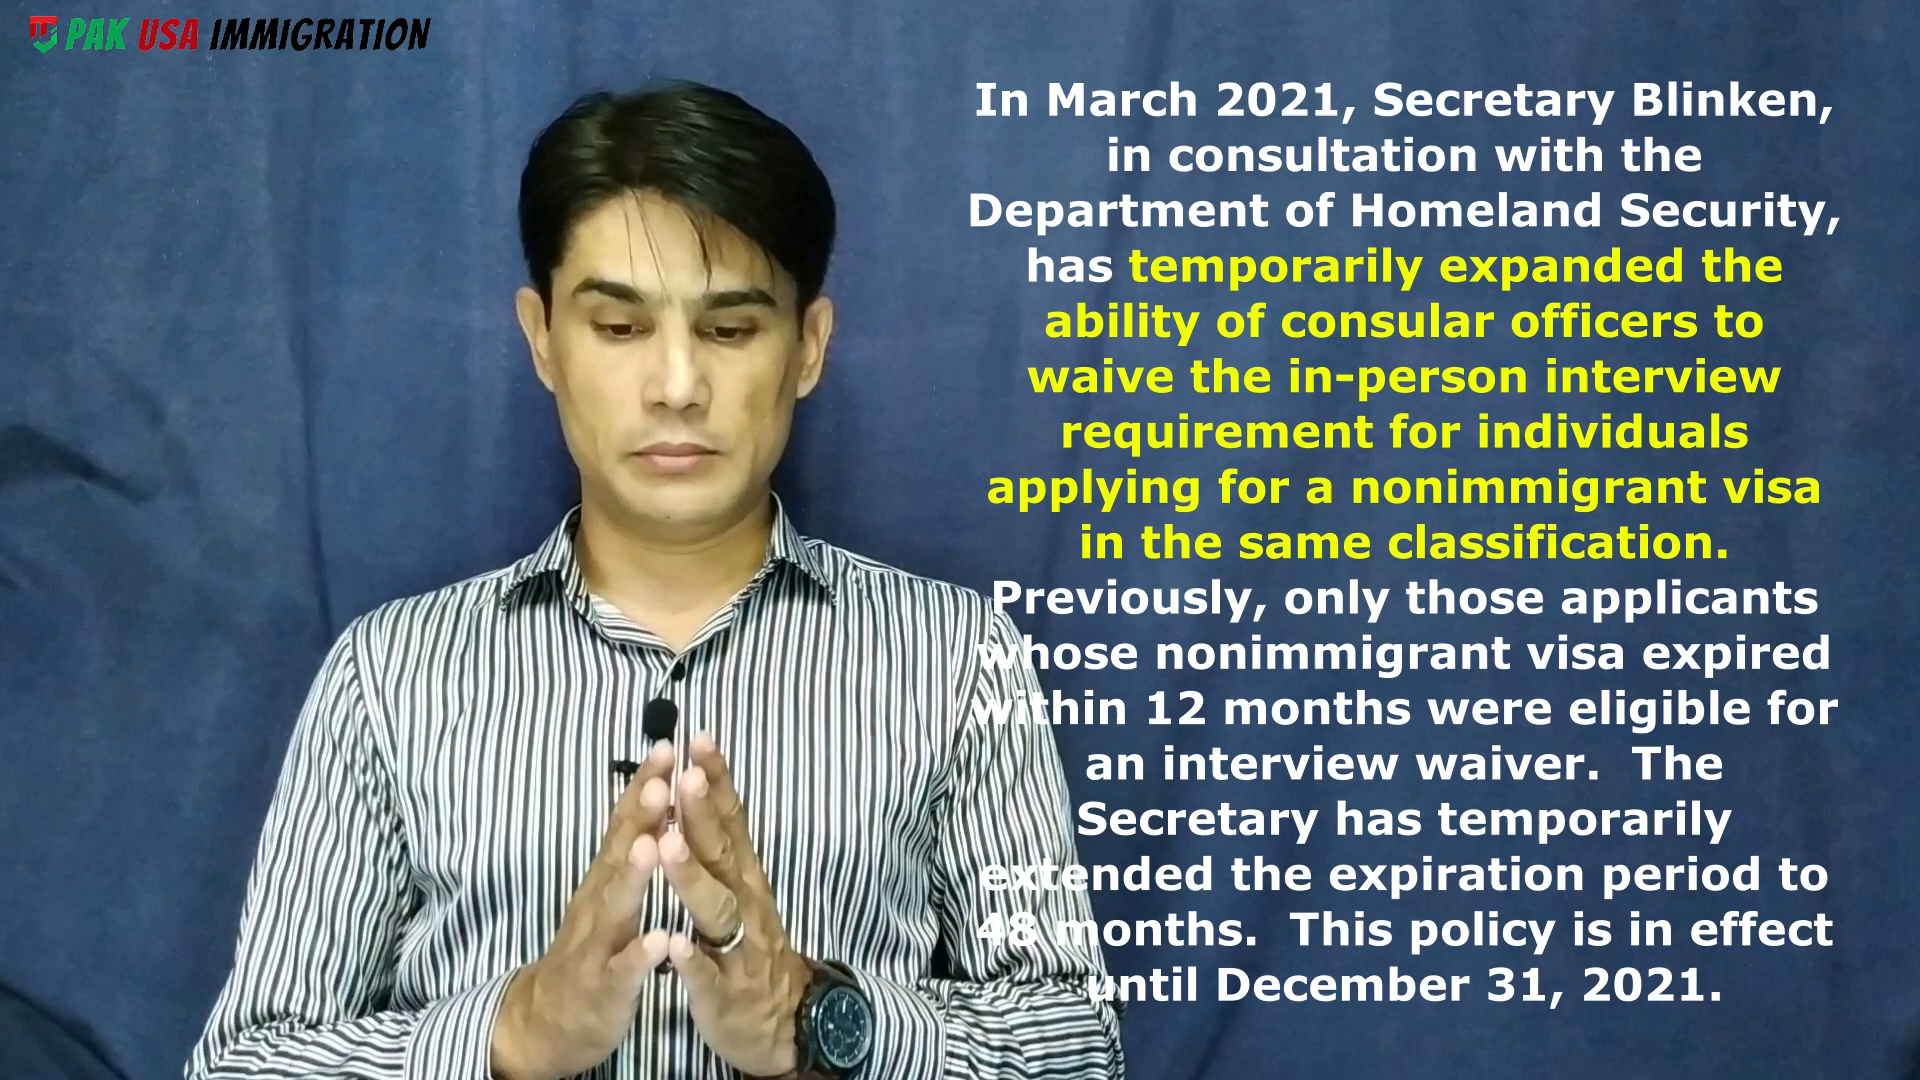 PAK USA IMMIGRATION
In March 2021, Secretary Blinken,
in consultation with the
Department of Homeland Security,
has temporarily expanded the
ability of consular officers to
waive the in-person interview
requirement for individuals
applying for a nonimmigrant visa
in the same classification.
Previously, only those applicants
whose nonimmigrant visa expired
within 12 months were eligible for
an interview waiver.  The
Secretary has temporarily
extended the expiration period to
48 months.  This policy is in effect
until December 31, 2021.